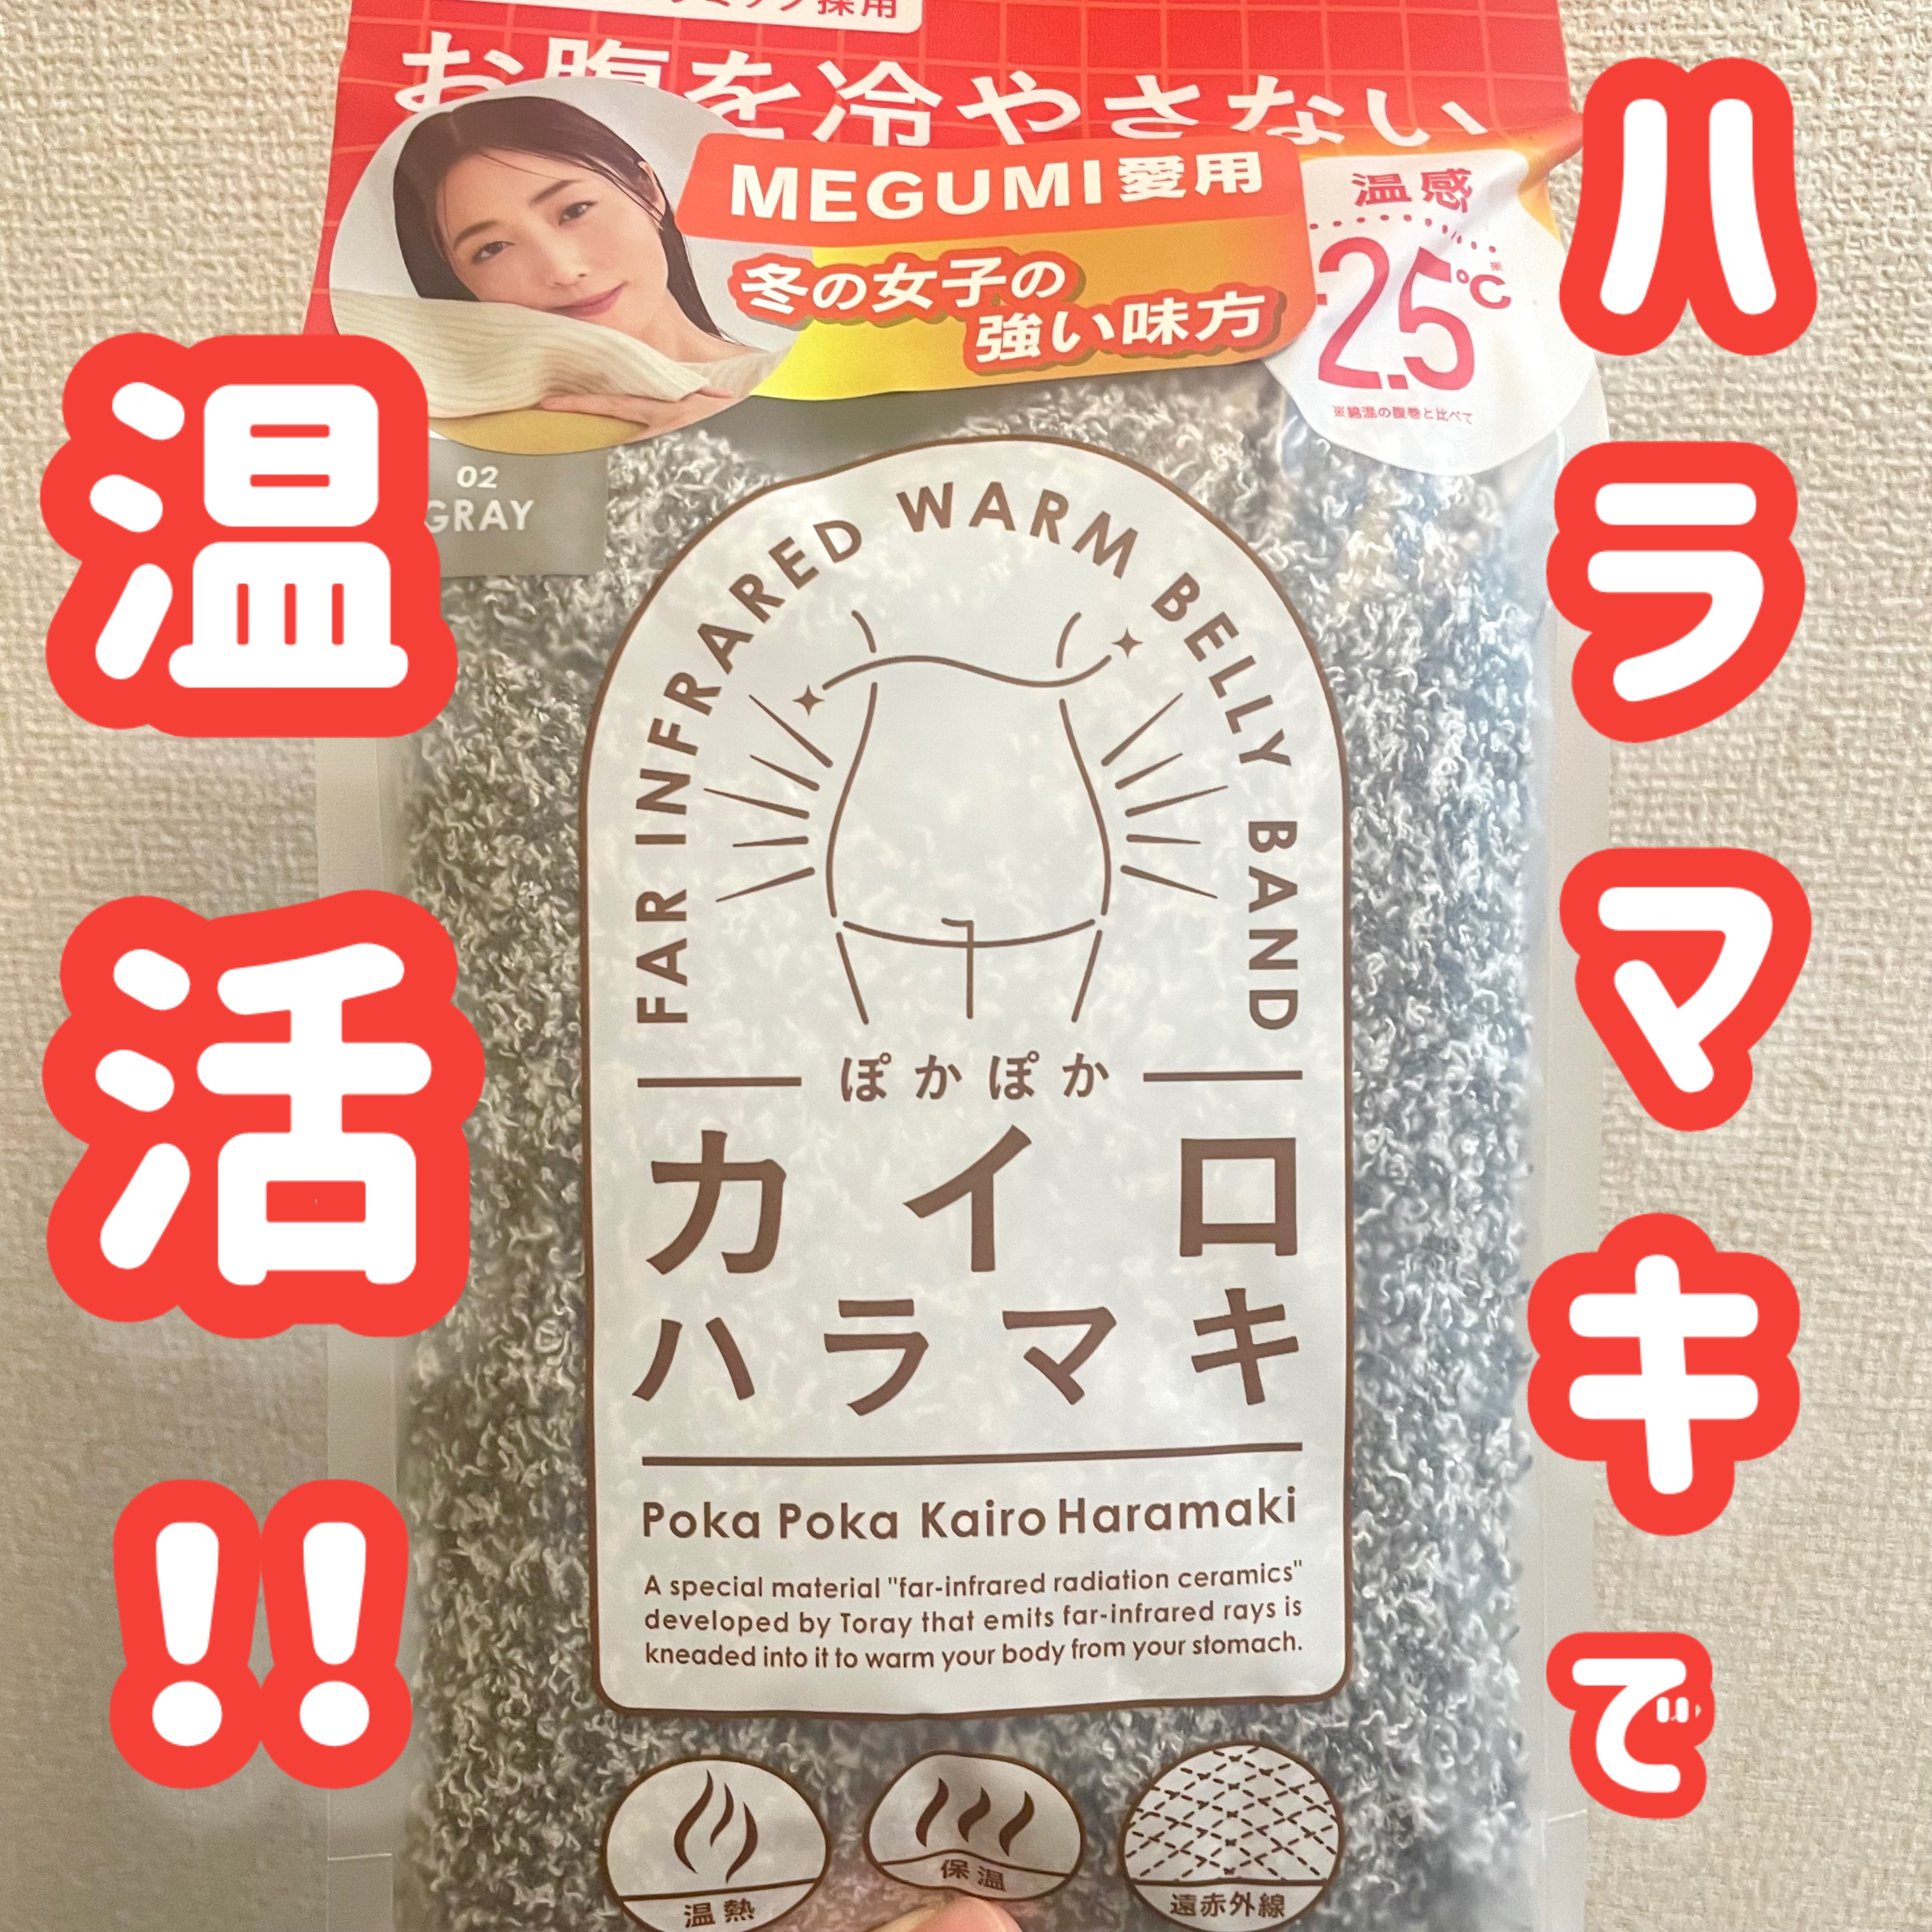 ハラマキで
温活!!
採用
お腹を冷やさない
MEGUMI愛用
冬の女子の
強い味方
温感
2.5℃※
※綿混の腹巻と比べて
02
GRAY
FAR INFRARED WARM BELLY BAND
ぽかぽか
カイロ
ハラマキ
Poka Poka Kairo Haramaki
A special material "far-infrared radiation ceramics"
developed by Toray that emits far-infrared rays is
kneaded into it to warm your body from your stomach.
温熱
保温
遠赤外線